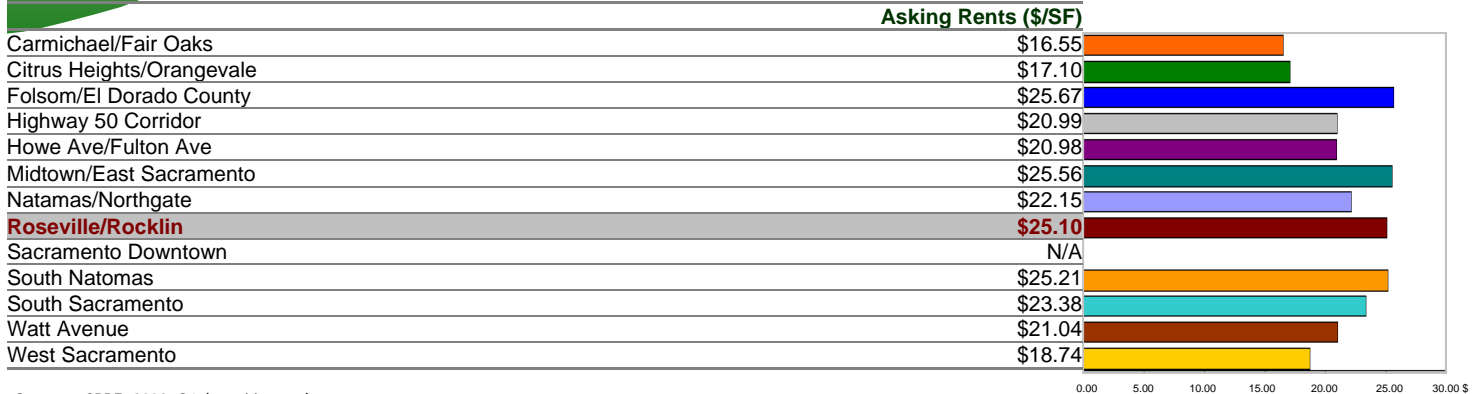 Asking Rents ($/SF)
Carmichael/Fair Oaks $16.55
Citrus Heights/Orangevale $17.10
Folsom/El Dorado County $25.67
Highway 50 Corridor $20.99
Howe Ave/Fulton Ave $20.98
Midtown/East Sacramento $25.56
Natamas/Northgate $22.15
Roseville/Rocklin $25.10
Sacramento Downtown N/A
South Natomas $25.21
South Sacramento $23.38
Watt Avenue $21.04
West Sacramento $18.74
0.00 5.00 10.00 15.00 20.00 25.00 30.00 $